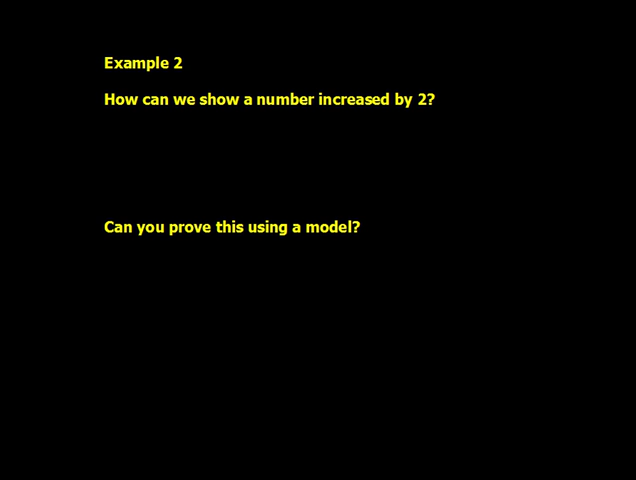 Example 2
How can we show a number increased by 2?
Can you prove this using a model?